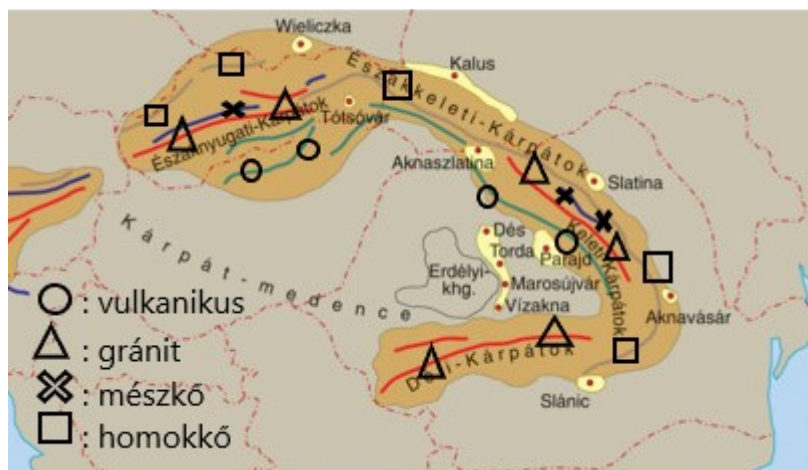 Wieliczka
Kalus
Északkeleti-Kárpátok
Tótsóvár
Északnyugati-Kárpátok
Aknaszlatina
Slatina
Kárpát-medence
Dés
Torda
Parajd
Keleti-Kárpátok
Erdélyi-
khg.
Marosújvár
Vízakna
Aknavásár
Déli-Kárpátok
Slánic
: vulkanikus
: gránit
: mészkő
: homokkő